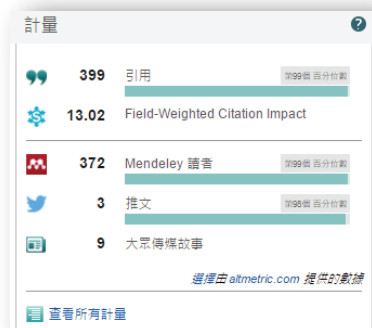 計量
?
399 引用 第99個 百分位數
13.02 Field-Weighted Citation Impact
372 Mendeley 讀者 第99個 百分位數
3 推文 第98個 百分位數
9 大眾傳媒故事
選擇由 altmetric.com 提供的數據
查看所有計量